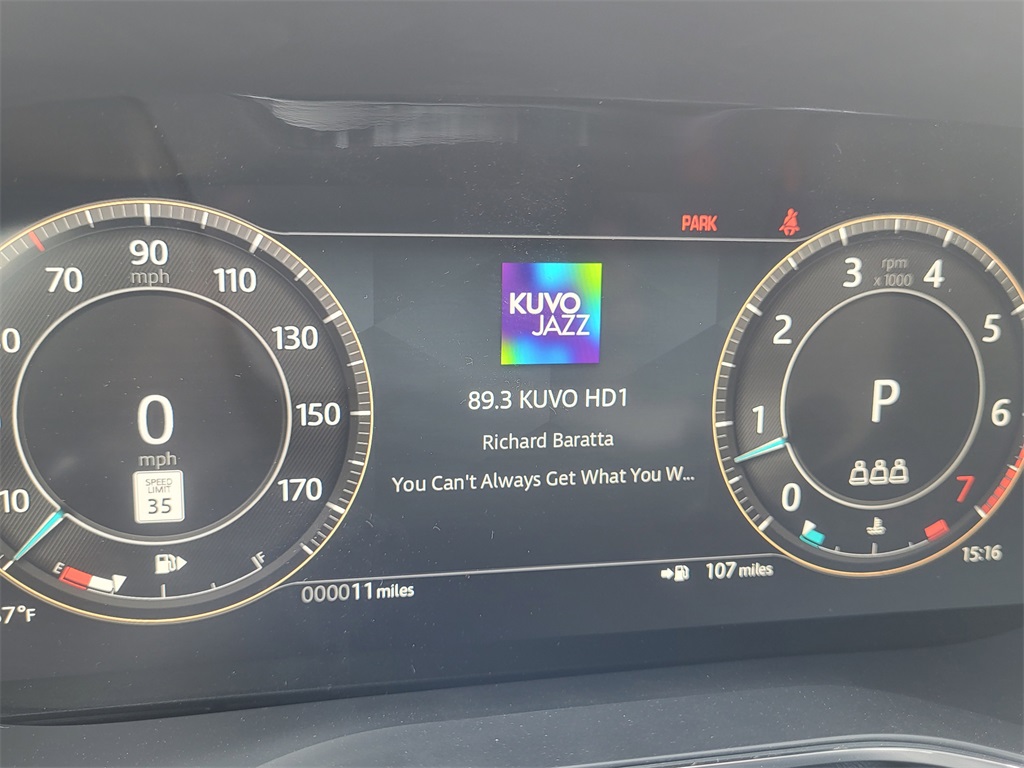 PARK
90
mph
70
110
130
150
170
10
0
mph
SPEED
LIMIT
35
E
F
7°F
KUVO
JAZZ
89.3 KUVO HD1
Richard Baratta
You Can't Always Get What You W...
000011 miles
107 miles
rpm
x 1000
3
4
2
5
1
P
6
0
7
15:16